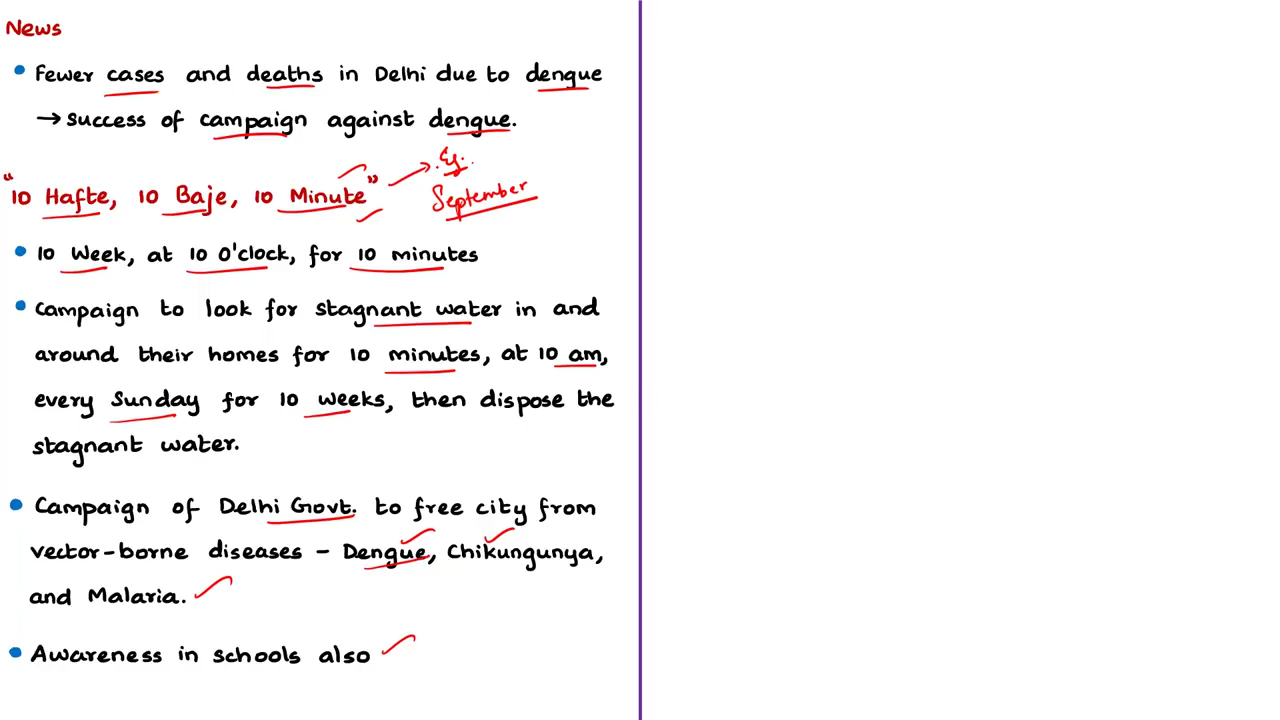 News
• Fewer cases and deaths in Delhi due to dengue
→ success of campaign against dengue.
"10 Hafte, 10 Baje, 10 Minute" → Eg. September
• 10 Week, at 10 O'clock, for 10 minutes
• Campaign to look for stagnant water in and
around their homes for 10 minutes, at 10 am,
every Sunday for 10 weeks, then dispose the
stagnant water.
• Campaign of Delhi Govt. to free city from
vector-borne diseases - Dengue, Chikungunya,
and Malaria.
• Awareness in schools also